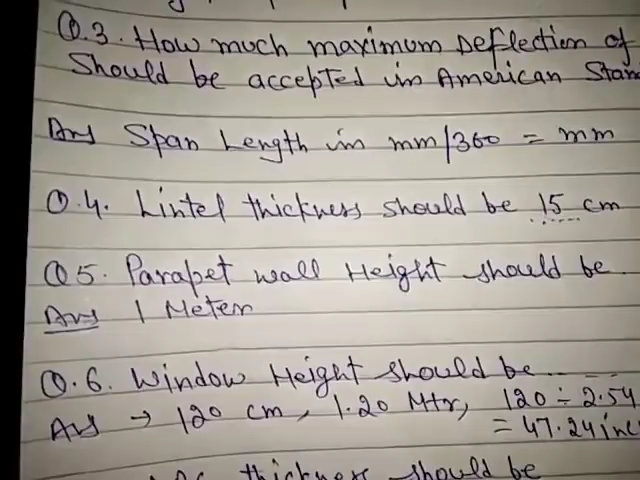 Q.3. How much maximum Deflection of
Should be accepted in American Stan
Ans Span Length in mm/360 = mm
Q.4. Lintel thickness should be 15 cm
Q5. Parapet wall Height should be.
Ans 1 Meter
Q.6. Window Height should be...
Ans → 120 cm, 1.20 Mtr, 120 ÷ 2.54
= 47.24 inc
thickness should be